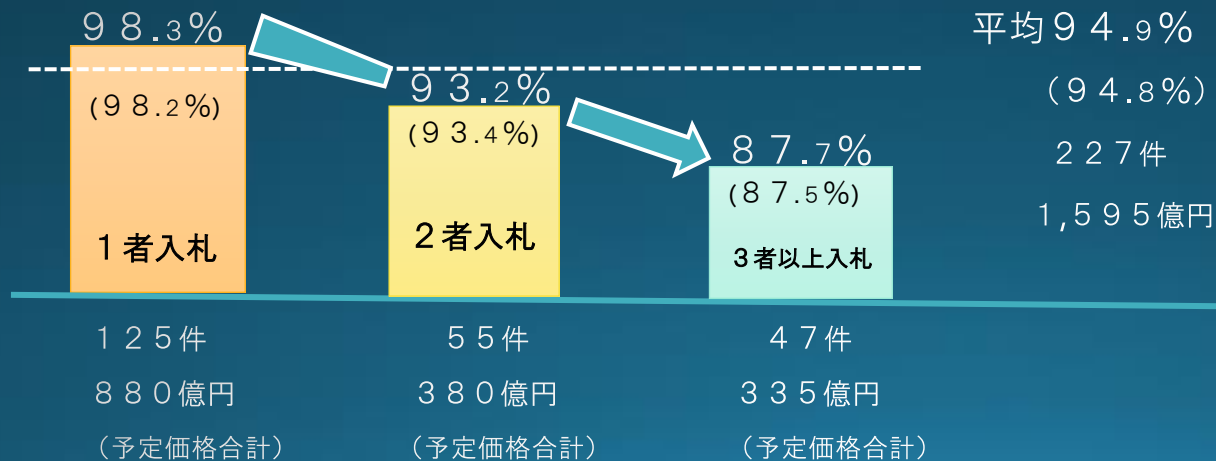 ９８.３%
(９８.２%)
１者入札
１２５件
８８０億円
（予定価格合計）
９３.２%
(９３.４%)
２者入札
５５件
３８０億円
（予定価格合計）
８７.７%
(８７.５%)
３者以上入札
４７件
３３５億円
（予定価格合計）
平均９４.９%
（９４.８%）
２２７件
１,５９５億円